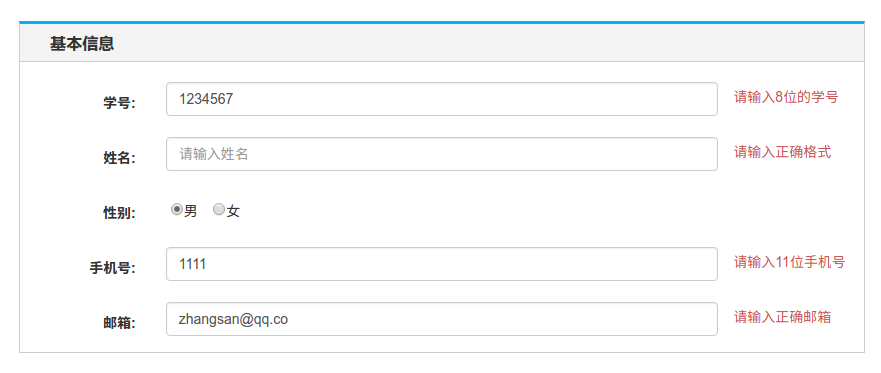 基本信息
学号: 1234567 请输入8位的学号
姓名: 请输入姓名 请输入正确格式
性别: 男 女
手机号: 1111 请输入11位手机号
邮箱: zhangsan@qq.co 请输入正确邮箱